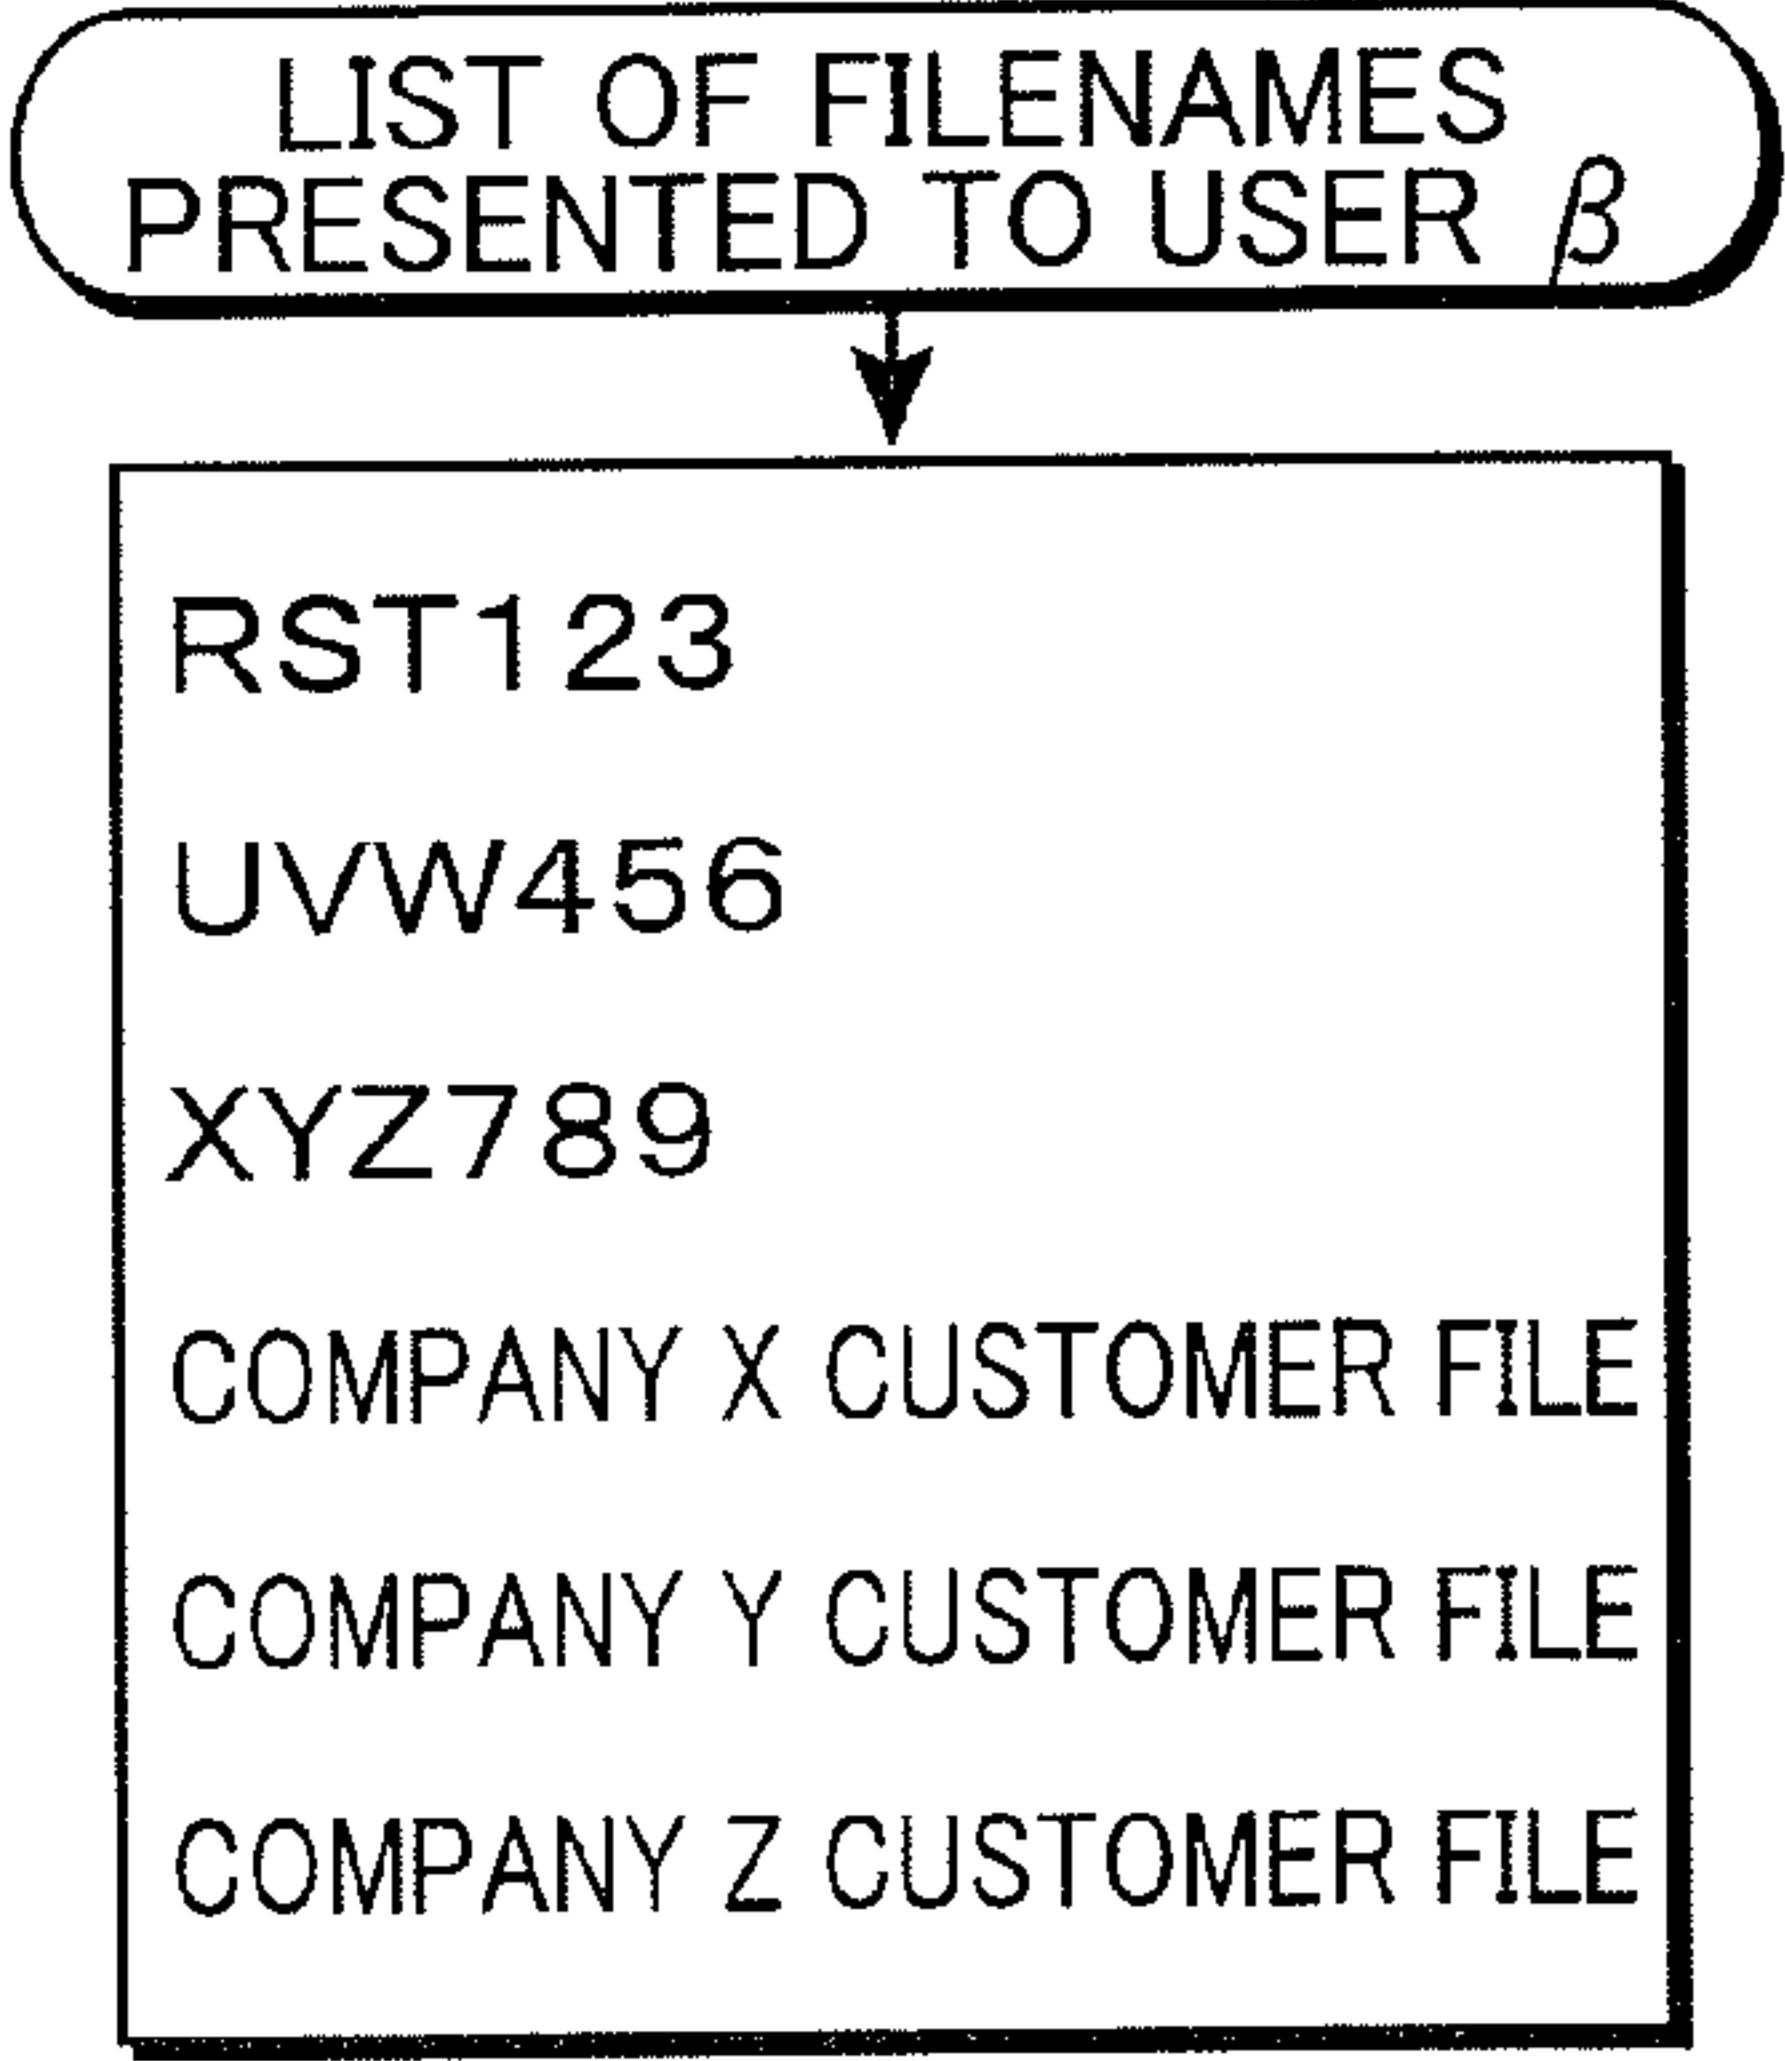 LIST OF FILENAMES
PRESENTED TO USER β
RST123
UVW456
XYZ789
COMPANY X CUSTOMER FILE
COMPANY Y CUSTOMER FILE
COMPANY Z CUSTOMER FILE